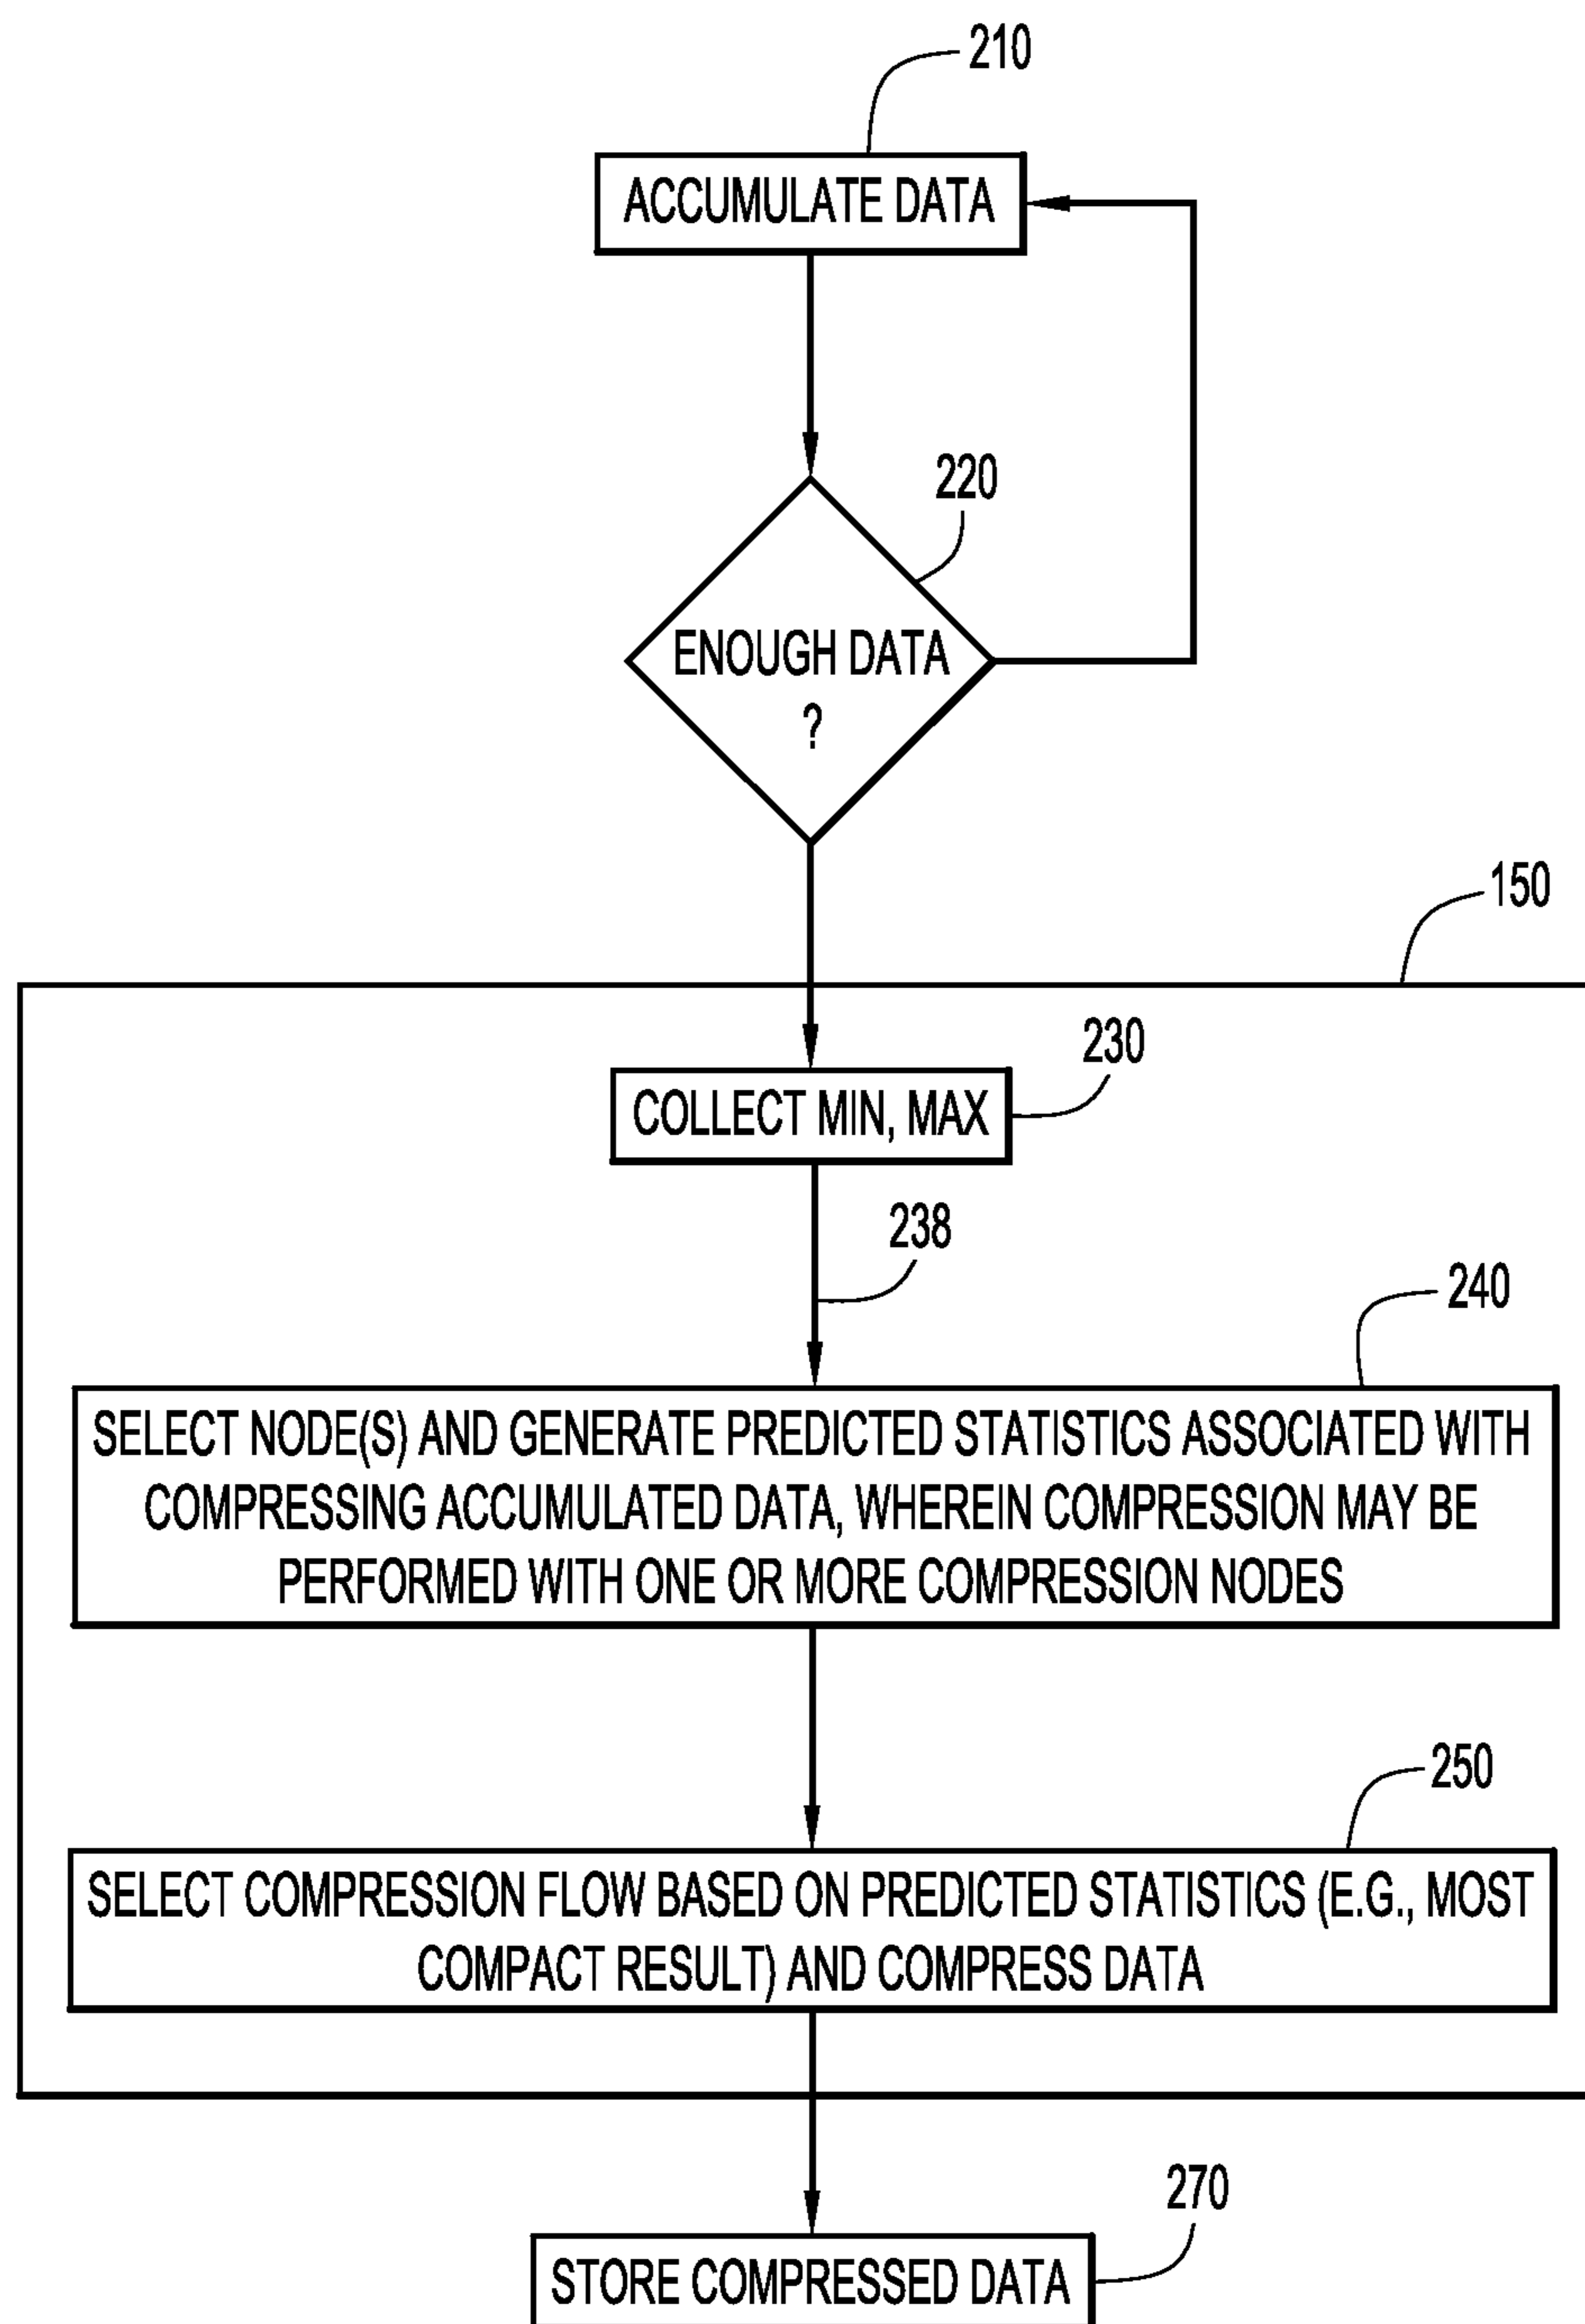 210
ACCUMULATE DATA
220
ENOUGH DATA
?
150
COLLECT MIN, MAX
230
238
240
SELECT NODE(S) AND GENERATE PREDICTED STATISTICS ASSOCIATED WITH
COMPRESSING ACCUMULATED DATA, WHEREIN COMPRESSION MAY BE
PERFORMED WITH ONE OR MORE COMPRESSION NODES
250
SELECT COMPRESSION FLOW BASED ON PREDICTED STATISTICS (E.G., MOST
COMPACT RESULT) AND COMPRESS DATA
270
STORE COMPRESSED DATA